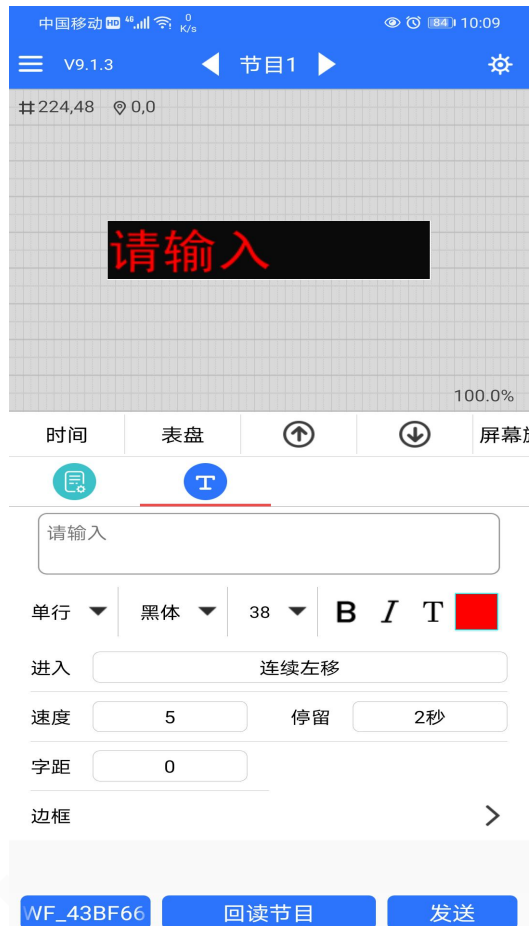 中国移动 HD 46 0 K/s 84 10:09
V9.1.3 节目1
224,48 0,0
请输入
100.0%
时间 表盘 屏幕
T
请输入
单行 黑体 38 B I T
进入 连续左移
速度 5 停留 2秒
字距 0
边框
WF_43BF66 回读节目 发送